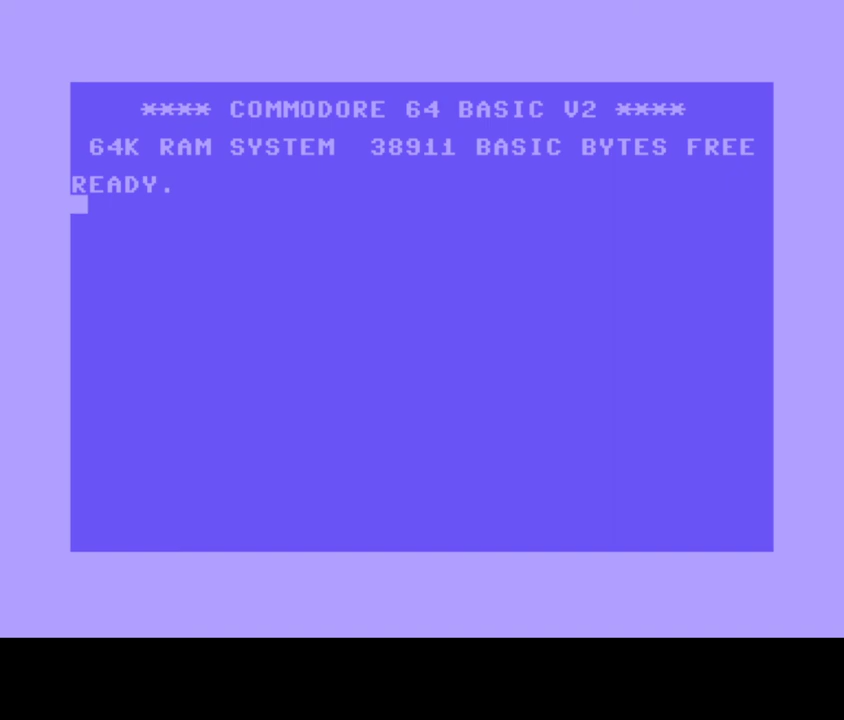 **** COMMODORE 64 BASIC V2 ****
64K RAM SYSTEM  38911 BASIC BYTES FREE
READY.